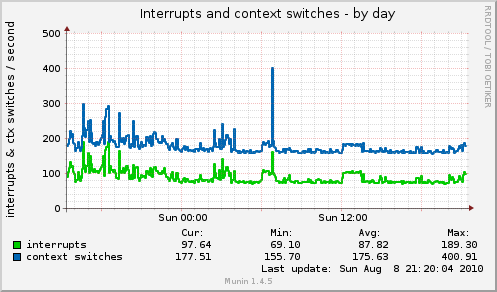 Interrupts and context switches - by day
RRDTOOL / TOBI OETIKER
interrupts & ctx switches / second
500
400
300
200
100
0
Sun 00:00 Sun 12:00
Cur: Min: Avg: Max:
interrupts 97.64 69.10 87.82 189.30
context switches 177.51 155.70 175.63 400.91
Last update: Sun Aug 8 21:20:04 2010
Munin 1.4.5